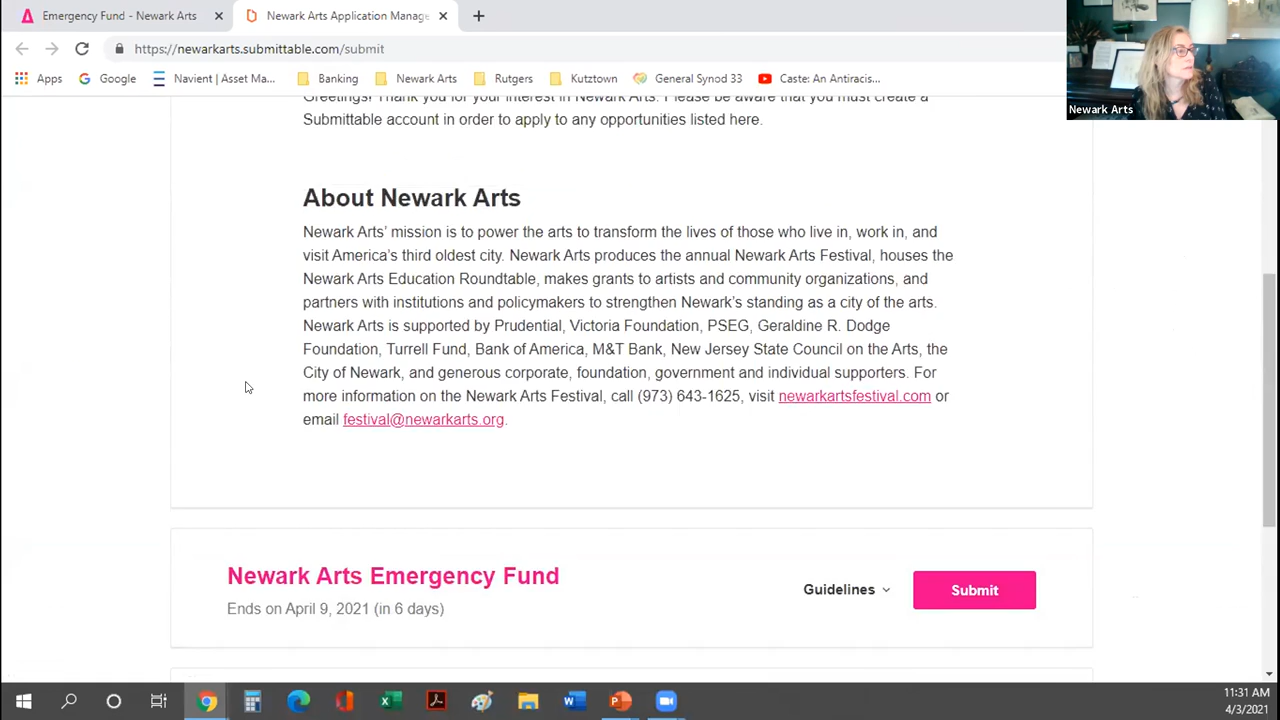 Emergency Fund - Newark Arts
Newark Arts Application Manage
https://newarkarts.submittable.com/submit
Apps
Google
Navient | Asset Ma...
Banking
Newark Arts
Rutgers
Kutztown
General Synod 33
Caste: An Antiracis...
Newark Arts
Greetings! Thank you for your interest in Newark Arts. Please be aware that you must create a
Submittable account in order to apply to any opportunities listed here.
About Newark Arts
Newark Arts' mission is to power the arts to transform the lives of those who live in, work in, and
visit America's third oldest city. Newark Arts produces the annual Newark Arts Festival, houses the
Newark Arts Education Roundtable, makes grants to artists and community organizations, and
partners with institutions and policymakers to strengthen Newark's standing as a city of the arts.
Newark Arts is supported by Prudential, Victoria Foundation, PSEG, Geraldine R. Dodge
Foundation, Turrell Fund, Bank of America, M&T Bank, New Jersey State Council on the Arts, the
City of Newark, and generous corporate, foundation, government and individual supporters. For
more information on the Newark Arts Festival, call (973) 643-1625, visit newarkartsfestival.com or
email festival@newarkarts.org.
Newark Arts Emergency Fund
Ends on April 9, 2021 (in 6 days)
Guidelines
Submit
11:31 AM
4/3/2021